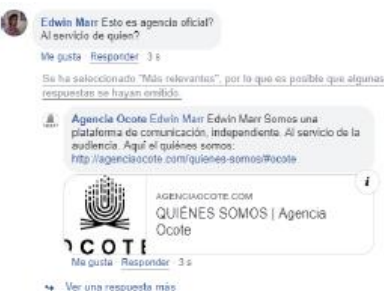 Edwin Marr Esto es agencia oficial?
Al servicio de quien?
Me gusta Responder 3 s
Se ha seleccionado "Más relevantes", por lo que es posible que algunas
respuestas se hayan omitido.
Agencia Ocote Edwin Marr Edwin Marr Somos una
plataforma de comunicación, independiente. Al servicio de la
audiencia. Aquí el quiénes somos:
http://agenciaocote.com/quienes-somos/#ocote
AGENCIAOCOTE.COM
QUIÉNES SOMOS | Agencia
Ocote
OCOTE
Me gusta Responder 3 s
Ver una respuesta más